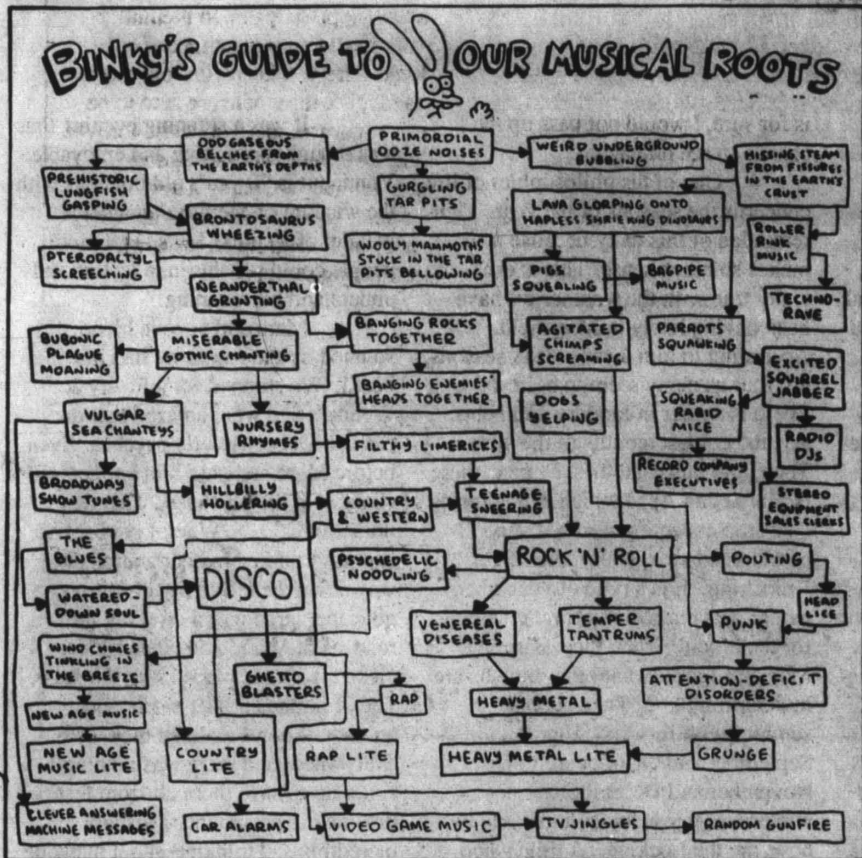 BINKY'S GUIDE TO OUR MUSICAL ROOTS
PRIMORDIAL
OOZE NOISES
ODD GASEOUS
BELCHES FROM
THE EARTH'S DEPTHS
WEIRD UNDERGROUND
BUBBLING
HISSING STEAM
FROM FISSURES
IN THE EARTH'S
CRUST
PREHISTORIC
LUNGFISH
GASPING
GURGLING
TAR PITS
LAVA GLORPING ONTO
HAPLESS SHRIEKING DINOSAURS
BRONTOSAURUS
WHEEZING
ROLLER
RINK
MUSIC
PTERODACTYL
SCREECHING
WOOLY MAMMOTHS
STUCK IN THE TAR
PITS BELLOWING
PIGS
SQUEALING
BAGPIPE
MUSIC
NEANDERTHAL
GRUNTING
TECHNO-
RAVE
BUBONIC
PLAGUE
MOANING
MISERABLE
GOTHIC CHANTING
BANGING ROCKS
TOGETHER
AGITATED
CHIMPS
SCREAMING
PARROTS
SQUAWKING
EXCITED
SQUIRREL
JABBER
BANGING ENEMIES'
HEADS TOGETHER
DOGS
YELPING
SQUEAKING
RABID
MICE
VULGAR
SEA CHANTEYS
NURSERY
RHYMES
FILTHY LIMERICKS
RADIO
DJs
RECORD COMPANY
EXECUTIVES
BROADWAY
SHOW TUNES
HILLBILLY
HOLLERING
COUNTRY
& WESTERN
TEENAGE
SNEERING
STEREO
EQUIPMENT
SALES CLERKS
THE
BLUES
DISCO
PSYCHEDELIC
NOODLING
ROCK 'N' ROLL
POUTING
WATERED-
DOWN SOUL
HEAD
LICE
VENEREAL
DISEASES
TEMPER
TANTRUMS
PUNK
WIND CHIMES
TINKLING IN
THE BREEZE
GHETTO
BLASTERS
RAP
HEAVY METAL
ATTENTION-DEFICIT
DISORDERS
NEW AGE MUSIC
NEW AGE
MUSIC LITE
COUNTRY
LITE
RAP LITE
HEAVY METAL LITE
GRUNGE
CLEVER ANSWERING
MACHINE MESSAGES
CAR ALARMS
VIDEO GAME MUSIC
TV JINGLES
RANDOM GUNFIRE